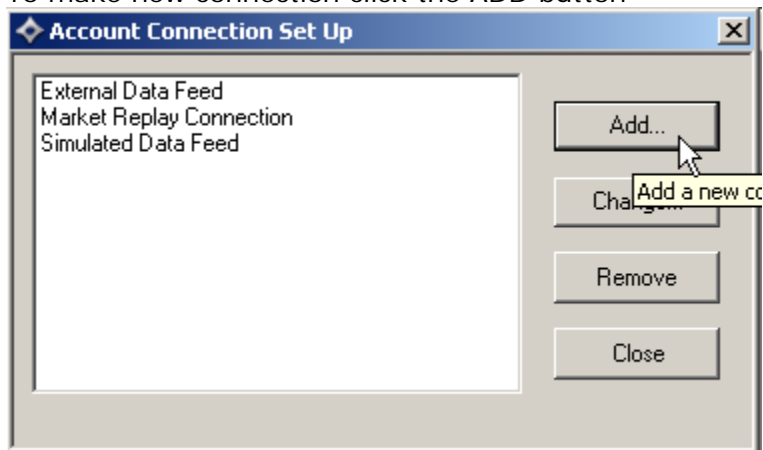 To make new connection click the ADD button
Account Connection Set Up
External Data Feed
Market Replay Connection
Simulated Data Feed
Add...
Add a new
Remove
Close